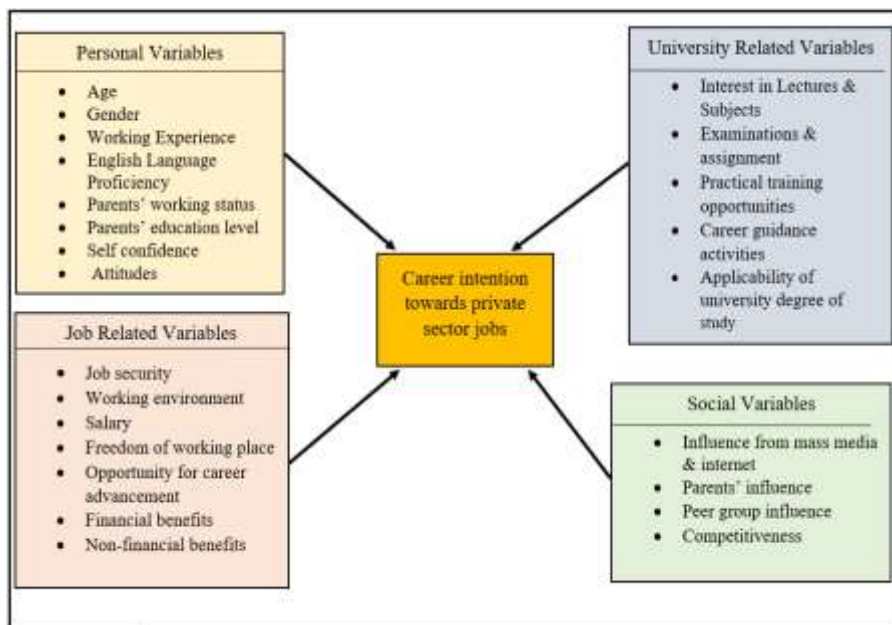 Personal Variables
Age
Gender
Working Experience
English Language
Proficiency
Parents' working status
Parents' education level
Self confidence
Attitudes
Job Related Variables
Job security
Working environment
Salary
Freedom of working place
Opportunity for career
advancement
Financial benefits
Non-financial benefits
Career intention
towards private
sector jobs
University Related Variables
Interest in Lectures &
Subjects
Examinations &
assignment
Practical training
opportunities
Career guidance
activities
Applicability of
university degree of
study
Social Variables
Influence from mass media
& internet
Parents' influence
Peer group influence
Competitiveness